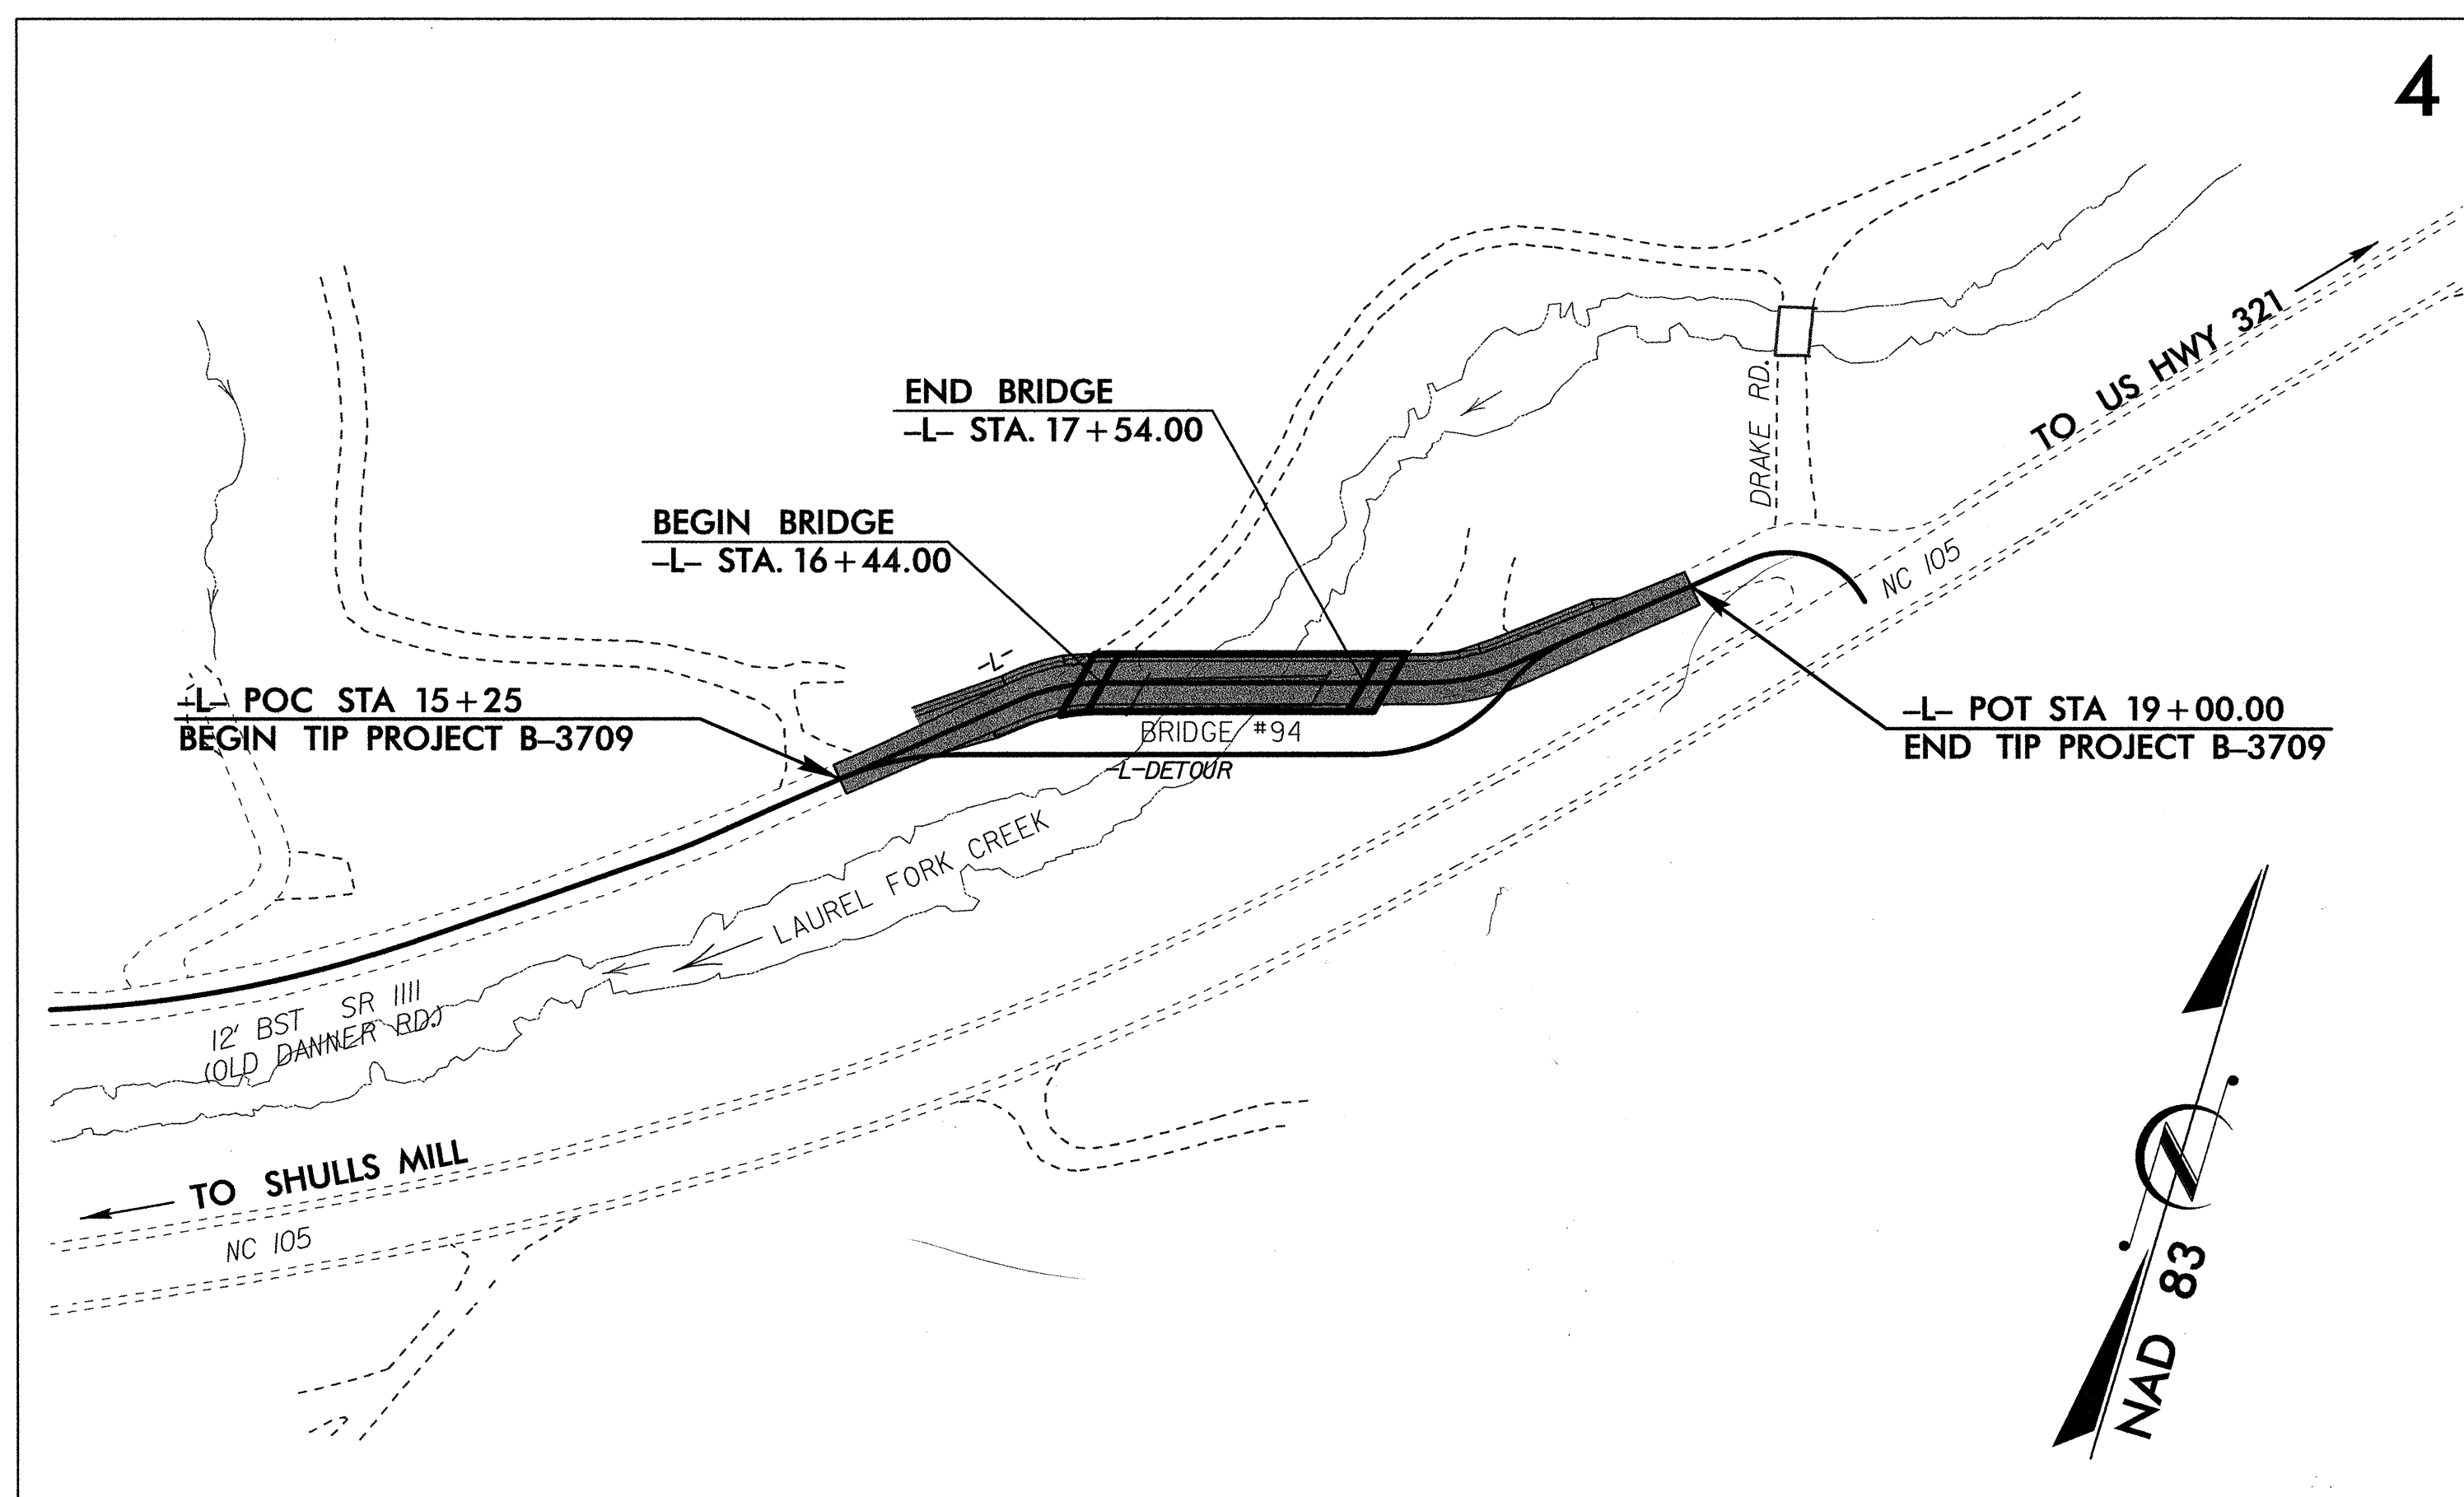 4
END BRIDGE
-L- STA. 17+54.00
BEGIN BRIDGE
-L- STA. 16+44.00
-L- POC STA 15+25
BEGIN TIP PROJECT B-3709
-L-
BRIDGE #94
-L-DETOUR
DRAKE RD.
TO US HWY 321
NC 105
-L- POT STA 19+00.00
END TIP PROJECT B-3709
LAUREL FORK CREEK
12' BST SR 1111
(OLD DANNER RD.)
TO SHULLS MILL
NC 105
N
NAD 83